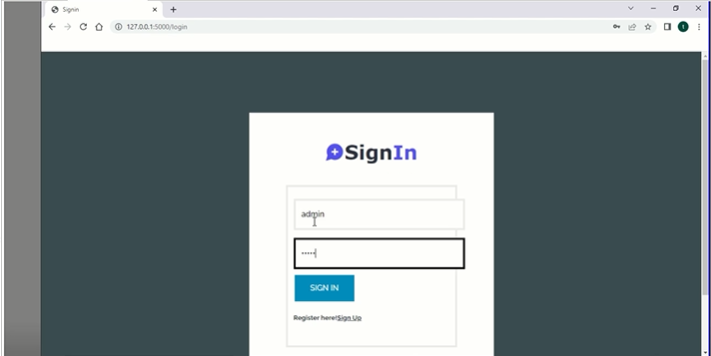 Signin
127.0.0.1:5000/login
SignIn
admin
·····
SIGN IN
Register here!Sign Up